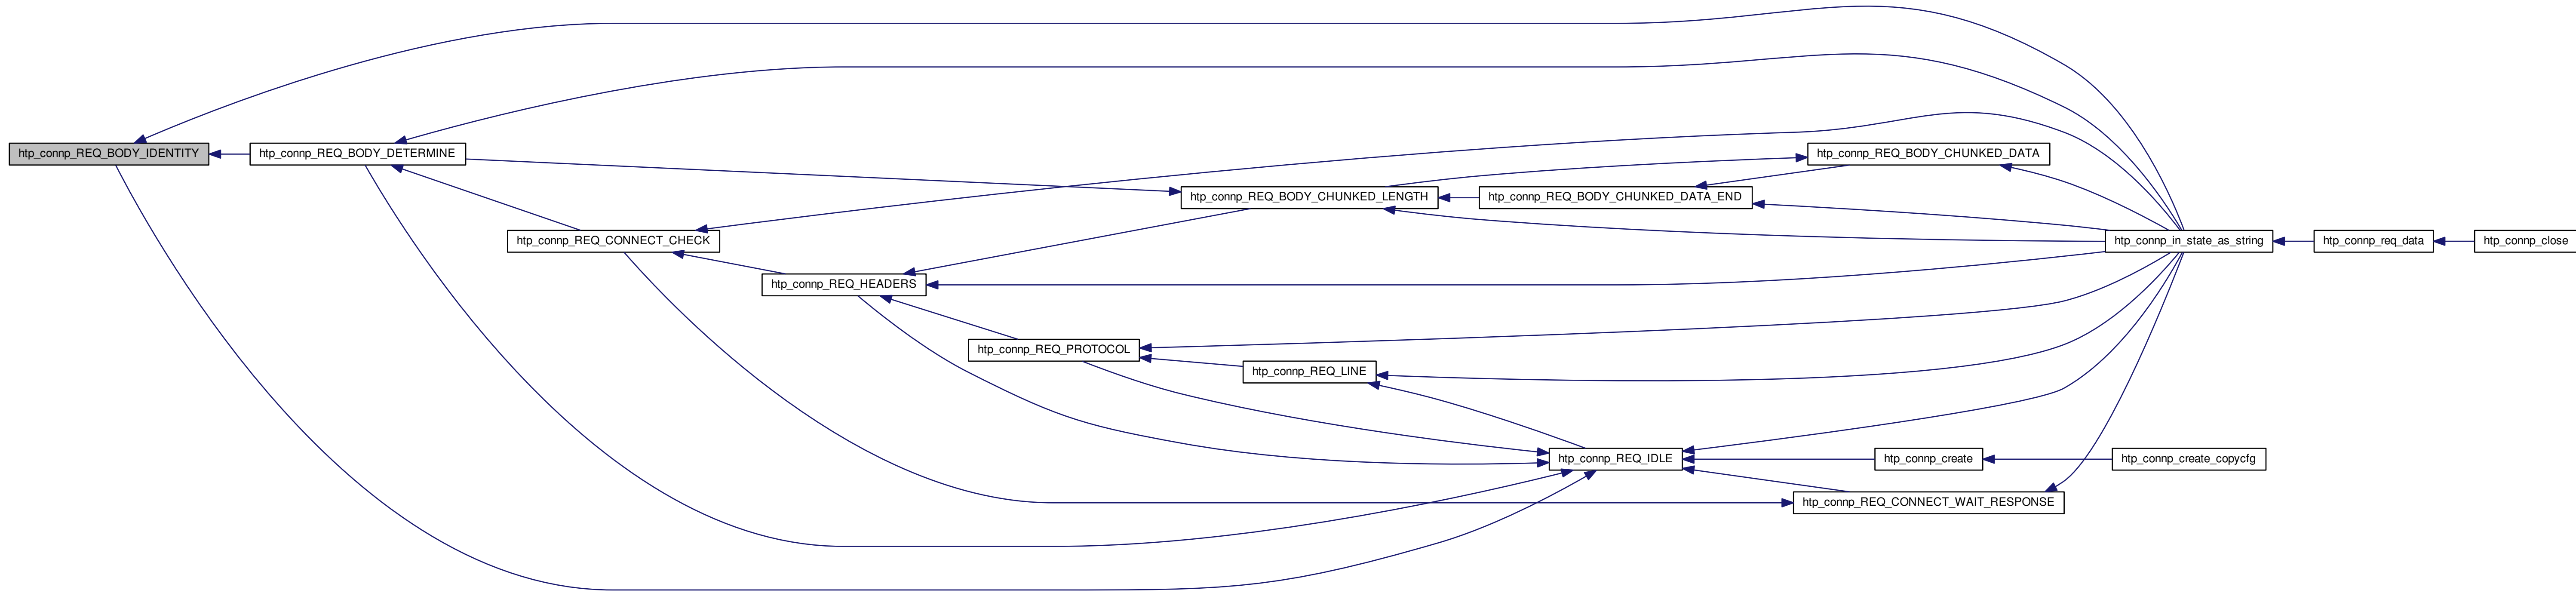 htp_connp_REQ_BODY_IDENTITY
htp_connp_REQ_BODY_DETERMINE
htp_connp_REQ_BODY_CHUNKED_DATA
htp_connp_REQ_BODY_CHUNKED_LENGTH
htp_connp_REQ_BODY_CHUNKED_DATA_END
htp_connp_REQ_CONNECT_CHECK
htp_connp_in_state_as_string
htp_connp_req_data
htp_connp_close
htp_connp_REQ_HEADERS
htp_connp_REQ_PROTOCOL
htp_connp_REQ_LINE
htp_connp_REQ_IDLE
htp_connp_create
htp_connp_create_copycfg
htp_connp_REQ_CONNECT_WAIT_RESPONSE